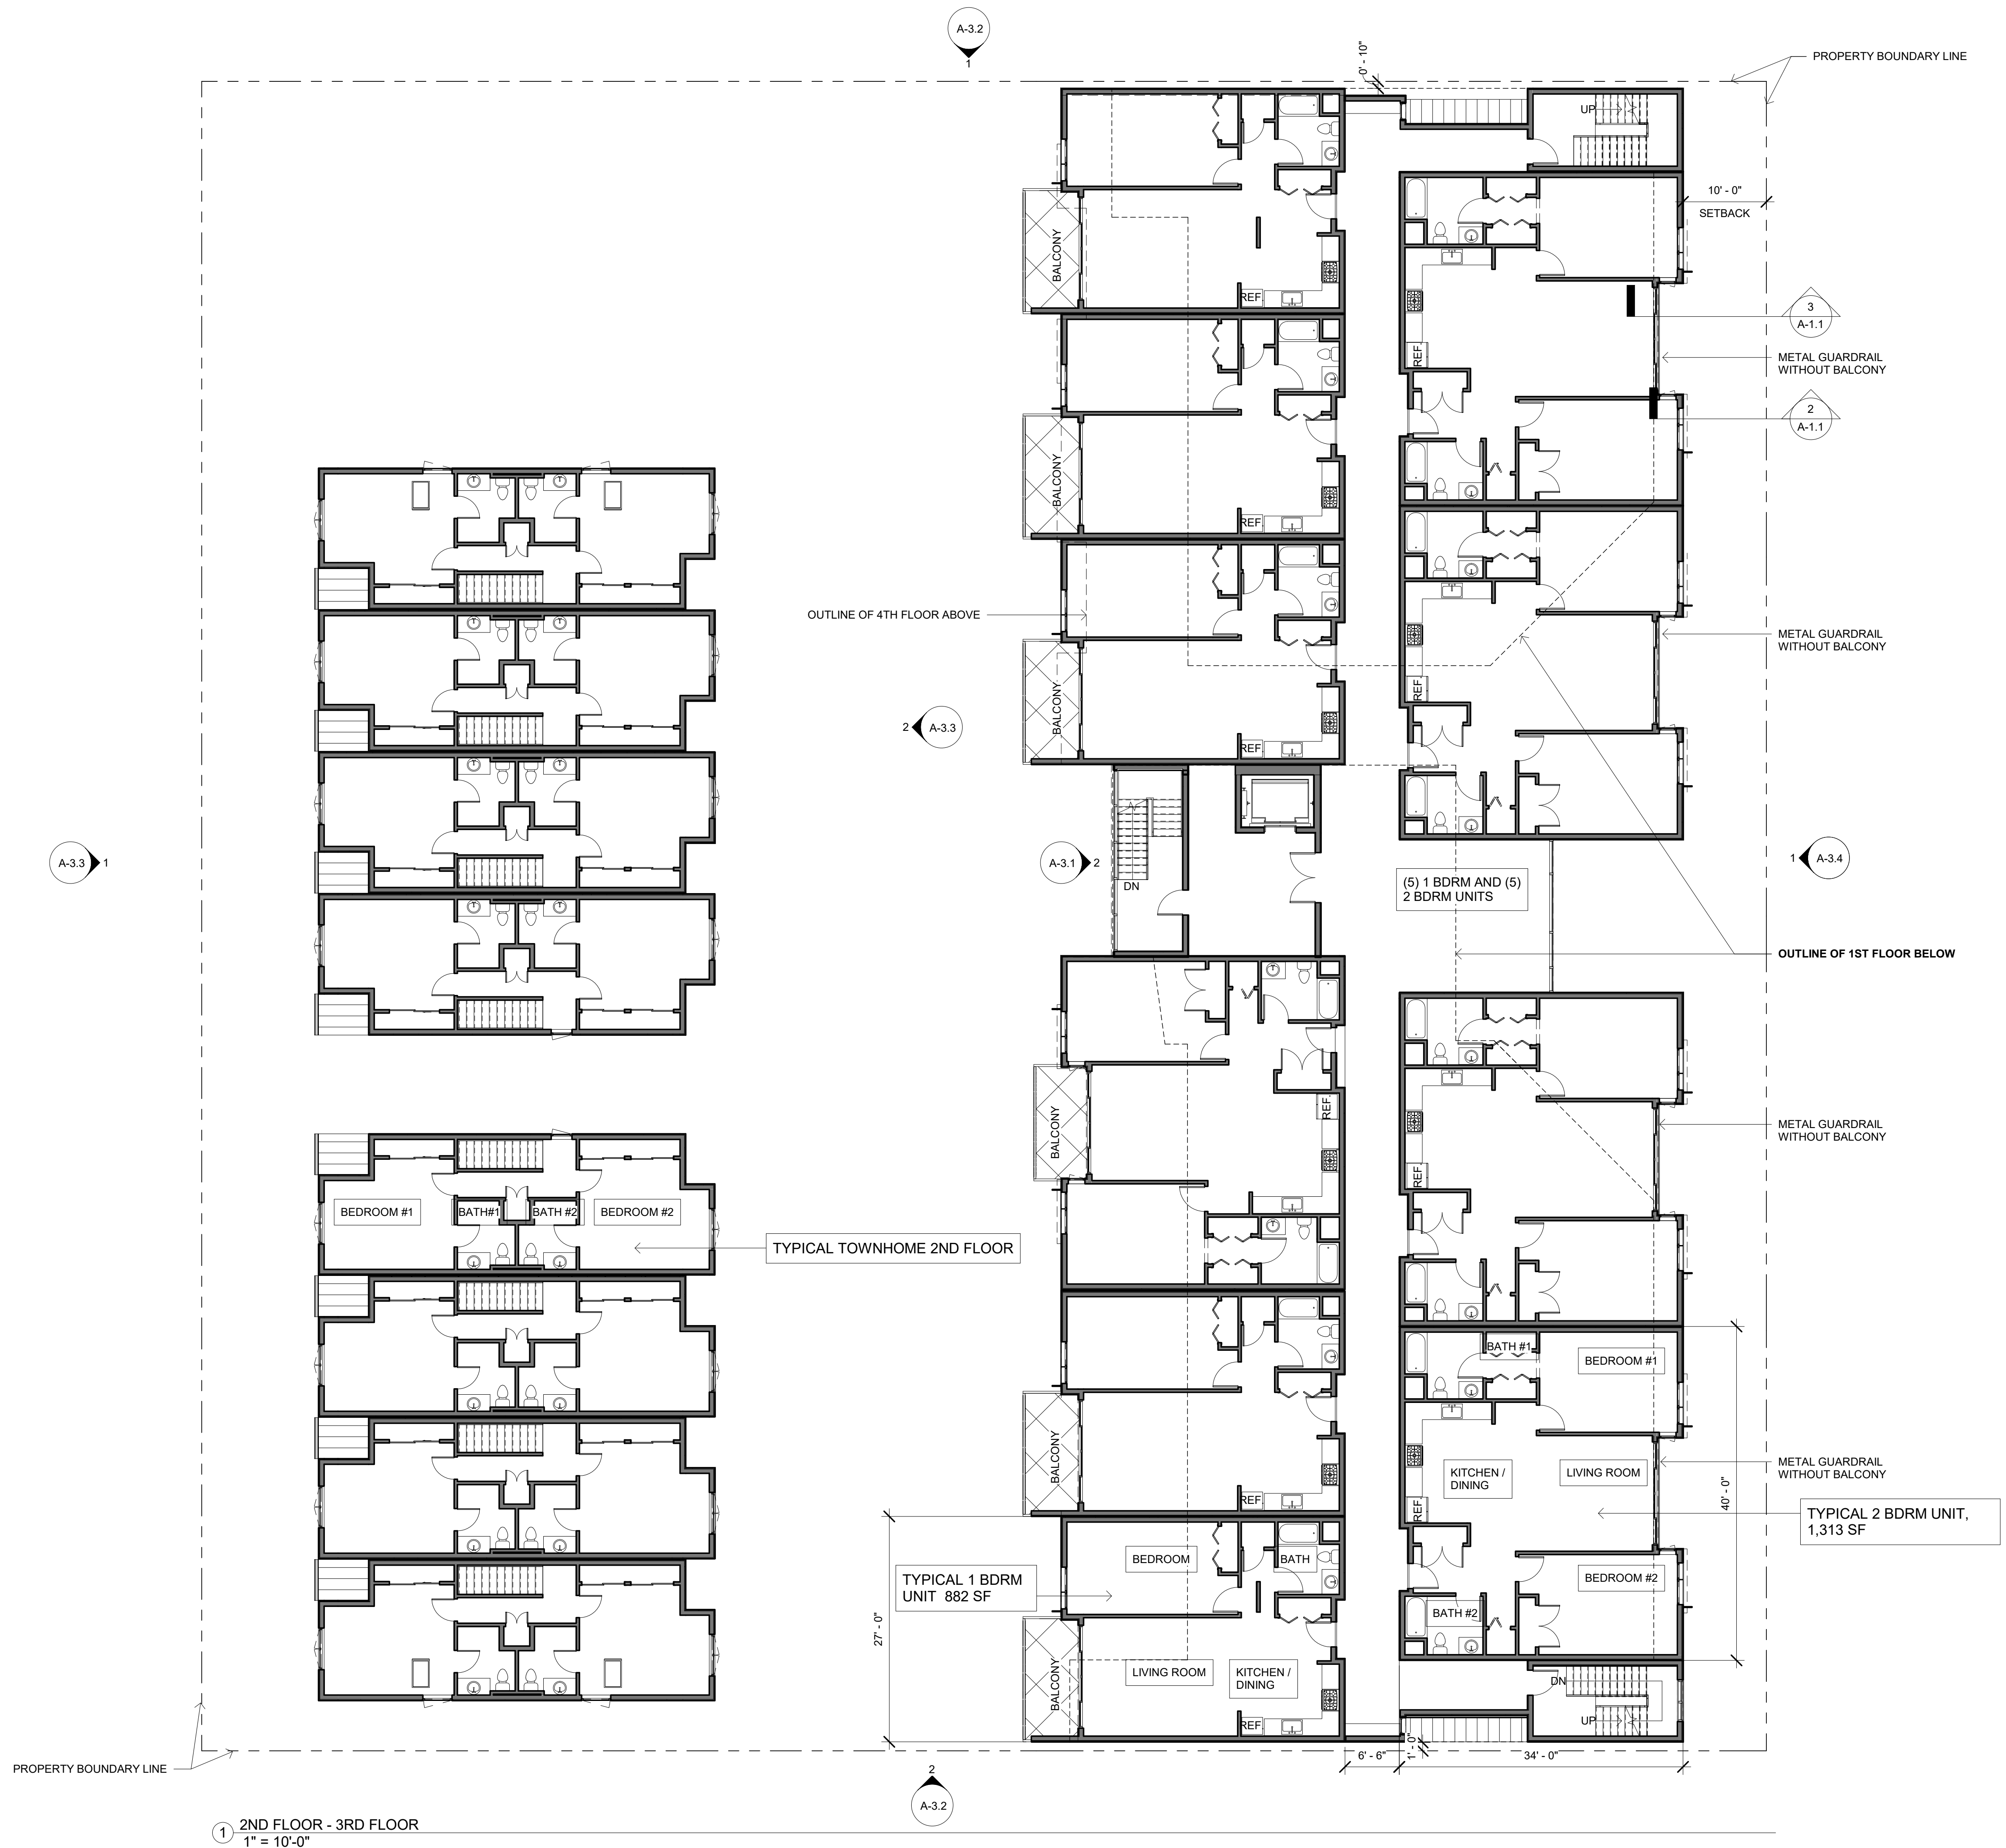 A-3.2
1
0' - 10"
PROPERTY BOUNDARY LINE
UP
10' - 0"
SETBACK
BALCONY
REF.
3
A-1.1
METAL GUARDRAIL
WITHOUT BALCONY
REF.
2
A-1.1
BALCONY
REF.
OUTLINE OF 4TH FLOOR ABOVE
METAL GUARDRAIL
WITHOUT BALCONY
BALCONY
REF.
2
A-3.3
REF.
A-3.3
1
A-3.1
2
DN
1
A-3.4
(5) 1 BDRM AND (5)
2 BDRM UNITS
OUTLINE OF 1ST FLOOR BELOW
BALCONY
REF.
METAL GUARDRAIL
WITHOUT BALCONY
REF.
BEDROOM #1
BATH#1
BATH #2
BEDROOM #2
TYPICAL TOWNHOME 2ND FLOOR
BATH #1
BEDROOM #1
BALCONY
REF.
KITCHEN /
DINING
LIVING ROOM
METAL GUARDRAIL
WITHOUT BALCONY
REF.
40' - 0"
TYPICAL 2 BDRM UNIT,
1,313 SF
BEDROOM
BATH
TYPICAL 1 BDRM
UNIT 882 SF
BEDROOM #2
BATH #2
27' - 0"
BALCONY
LIVING ROOM
KITCHEN /
DINING
REF.
DN
UP
6' - 6"
1' - 0"
34' - 0"
PROPERTY BOUNDARY LINE
2
A-3.2
1
2ND FLOOR - 3RD FLOOR
1" = 10'-0"